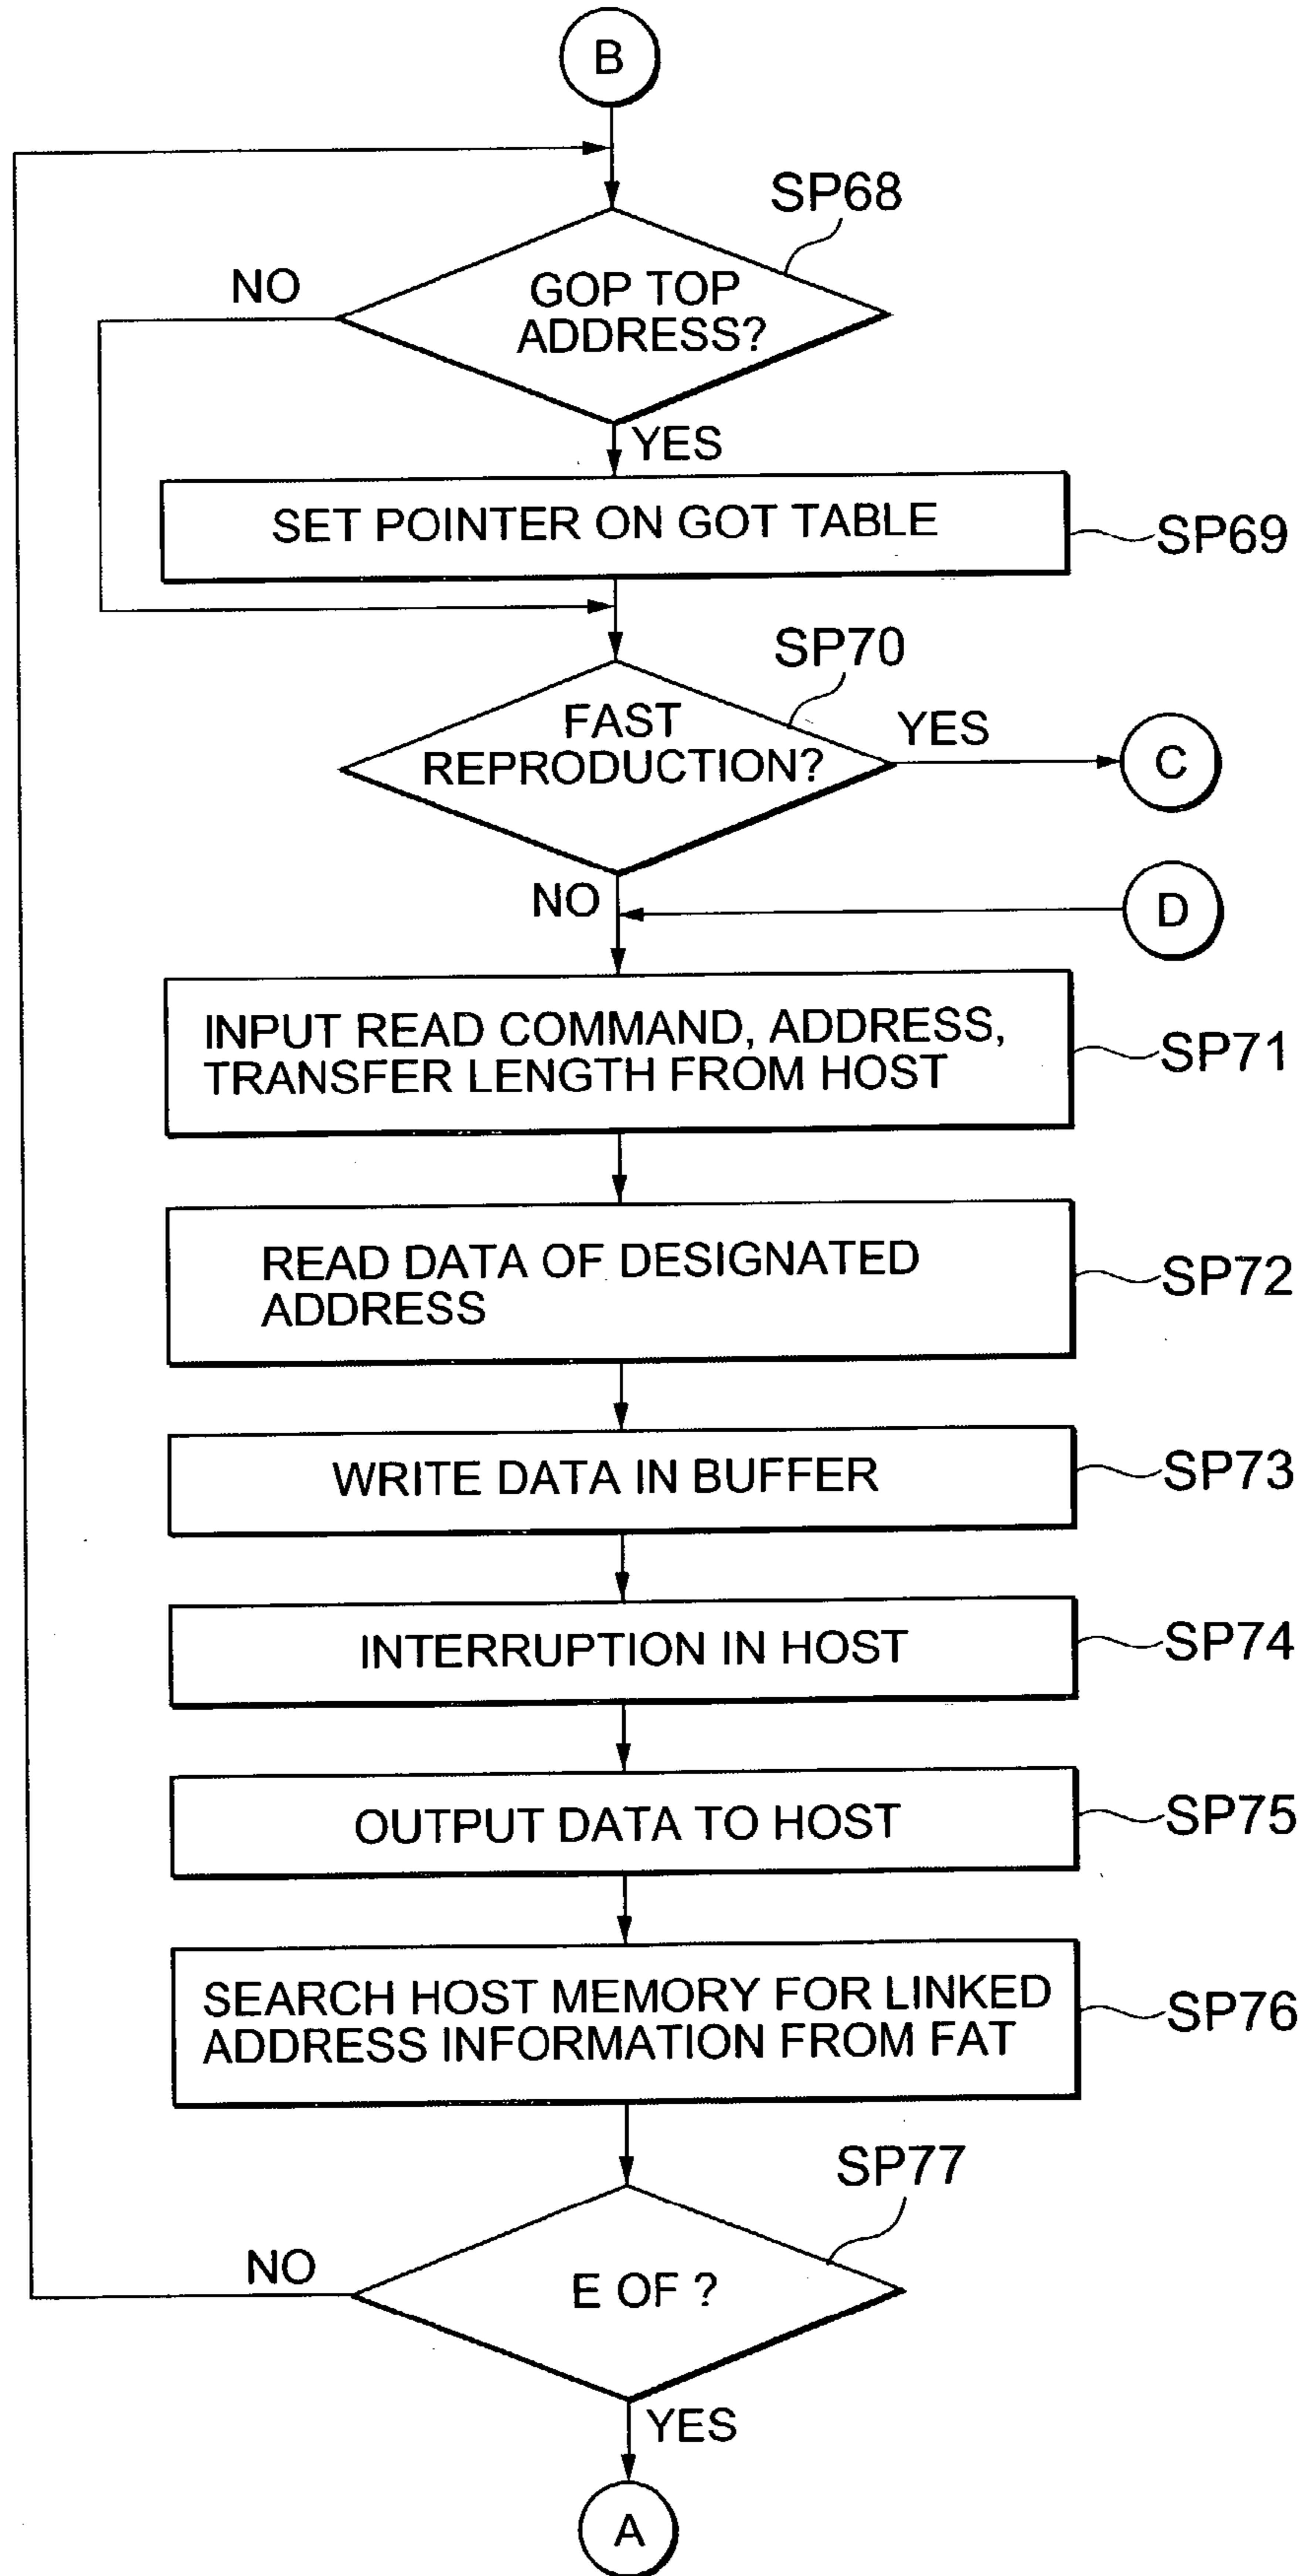 B
SP68
NO
GOP TOP
ADDRESS?
YES
SET POINTER ON GOT TABLE
SP69
SP70
FAST
REPRODUCTION?
YES
C
NO
D
INPUT READ COMMAND, ADDRESS,
TRANSFER LENGTH FROM HOST
SP71
READ DATA OF DESIGNATED
ADDRESS
SP72
WRITE DATA IN BUFFER
SP73
INTERRUPTION IN HOST
SP74
OUTPUT DATA TO HOST
SP75
SEARCH HOST MEMORY FOR LINKED
ADDRESS INFORMATION FROM FAT
SP76
SP77
NO
E OF ?
YES
A